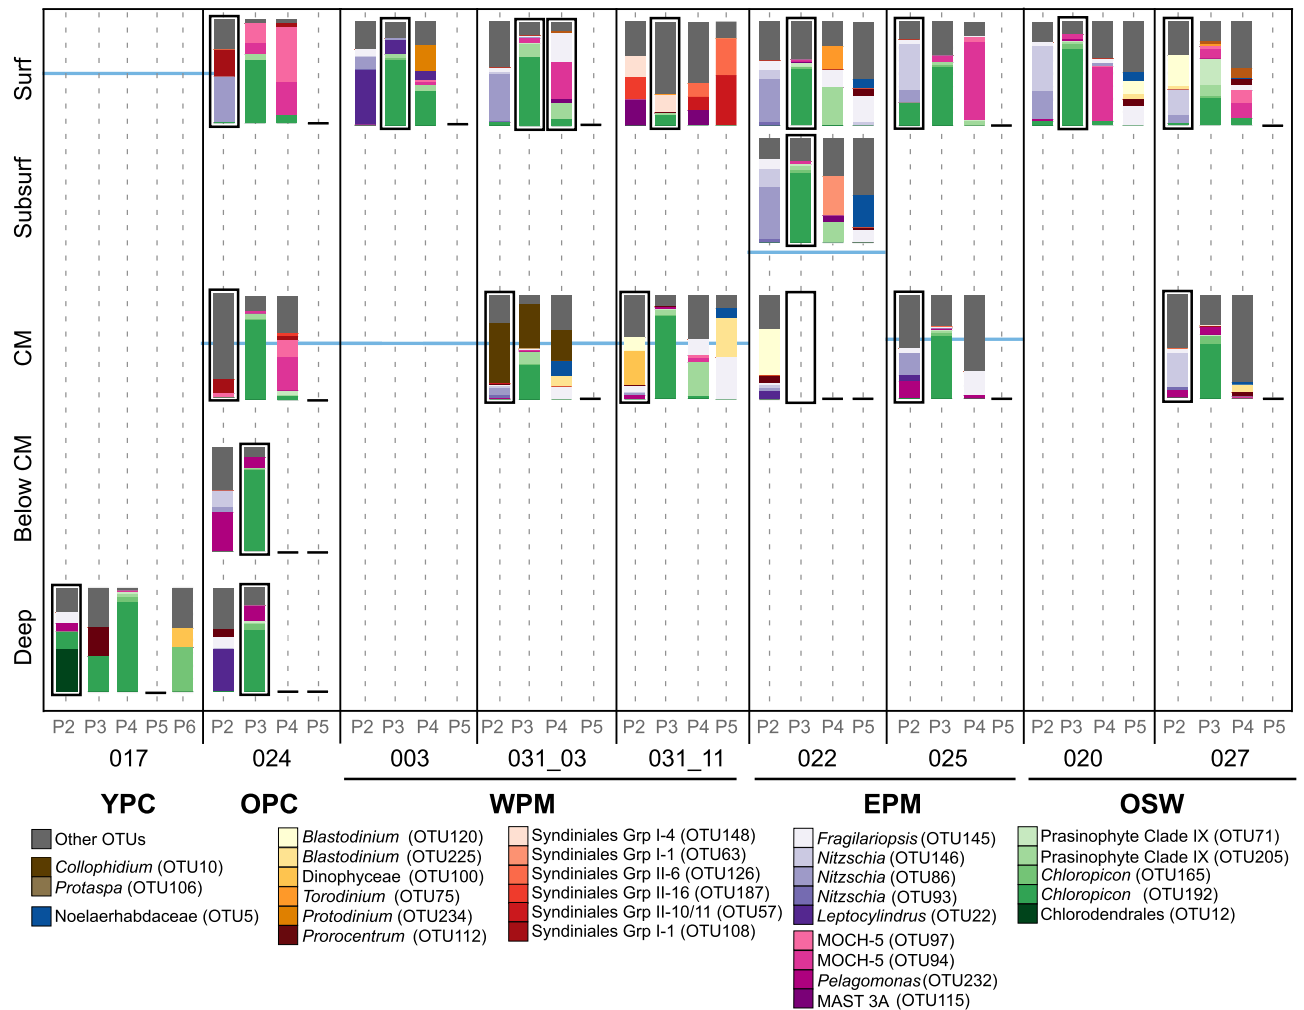 Surf
Subsurf
CM
Below CM
Deep
P2 P3 P4 P5 P6 P2 P3 P4 P5 P2 P3 P4 P5 P2 P3 P4 P5 P2 P3 P4 P5 P2 P3 P4 P5 P2 P3 P4 P5 P2 P3 P4 P5 P2 P3 P4 P5
017 024 003 031_03 031_11 022 025 020 027
YPC OPC WPM EPM OSW
Other OTUs
Collophidium (OTU10)
Protaspa (OTU106)
Noelaerhabdaceae (OTU5)
Blastodinium (OTU120)
Blastodinium (OTU225)
Dinophyceae (OTU100)
Torodinium (OTU75)
Protodinium (OTU234)
Prorocentrum (OTU112)
Syndiniales Grp I-4 (OTU148)
Syndiniales Grp I-1 (OTU63)
Syndiniales Grp II-6 (OTU126)
Syndiniales Grp II-16 (OTU187)
Syndiniales Grp II-10/11 (OTU57)
Syndiniales Grp I-1 (OTU108)
Fragilariopsis (OTU145)
Nitzschia (OTU146)
Nitzschia (OTU86)
Nitzschia (OTU93)
Leptocylindrus (OTU22)
MOCH-5 (OTU97)
MOCH-5 (OTU94)
Pelagomonas (OTU232)
MAST 3A (OTU115)
Prasinophyte Clade IX (OTU71)
Prasinophyte Clade IX (OTU205)
Chloropicon (OTU165)
Chloropicon (OTU192)
Chlorodendrales (OTU12)